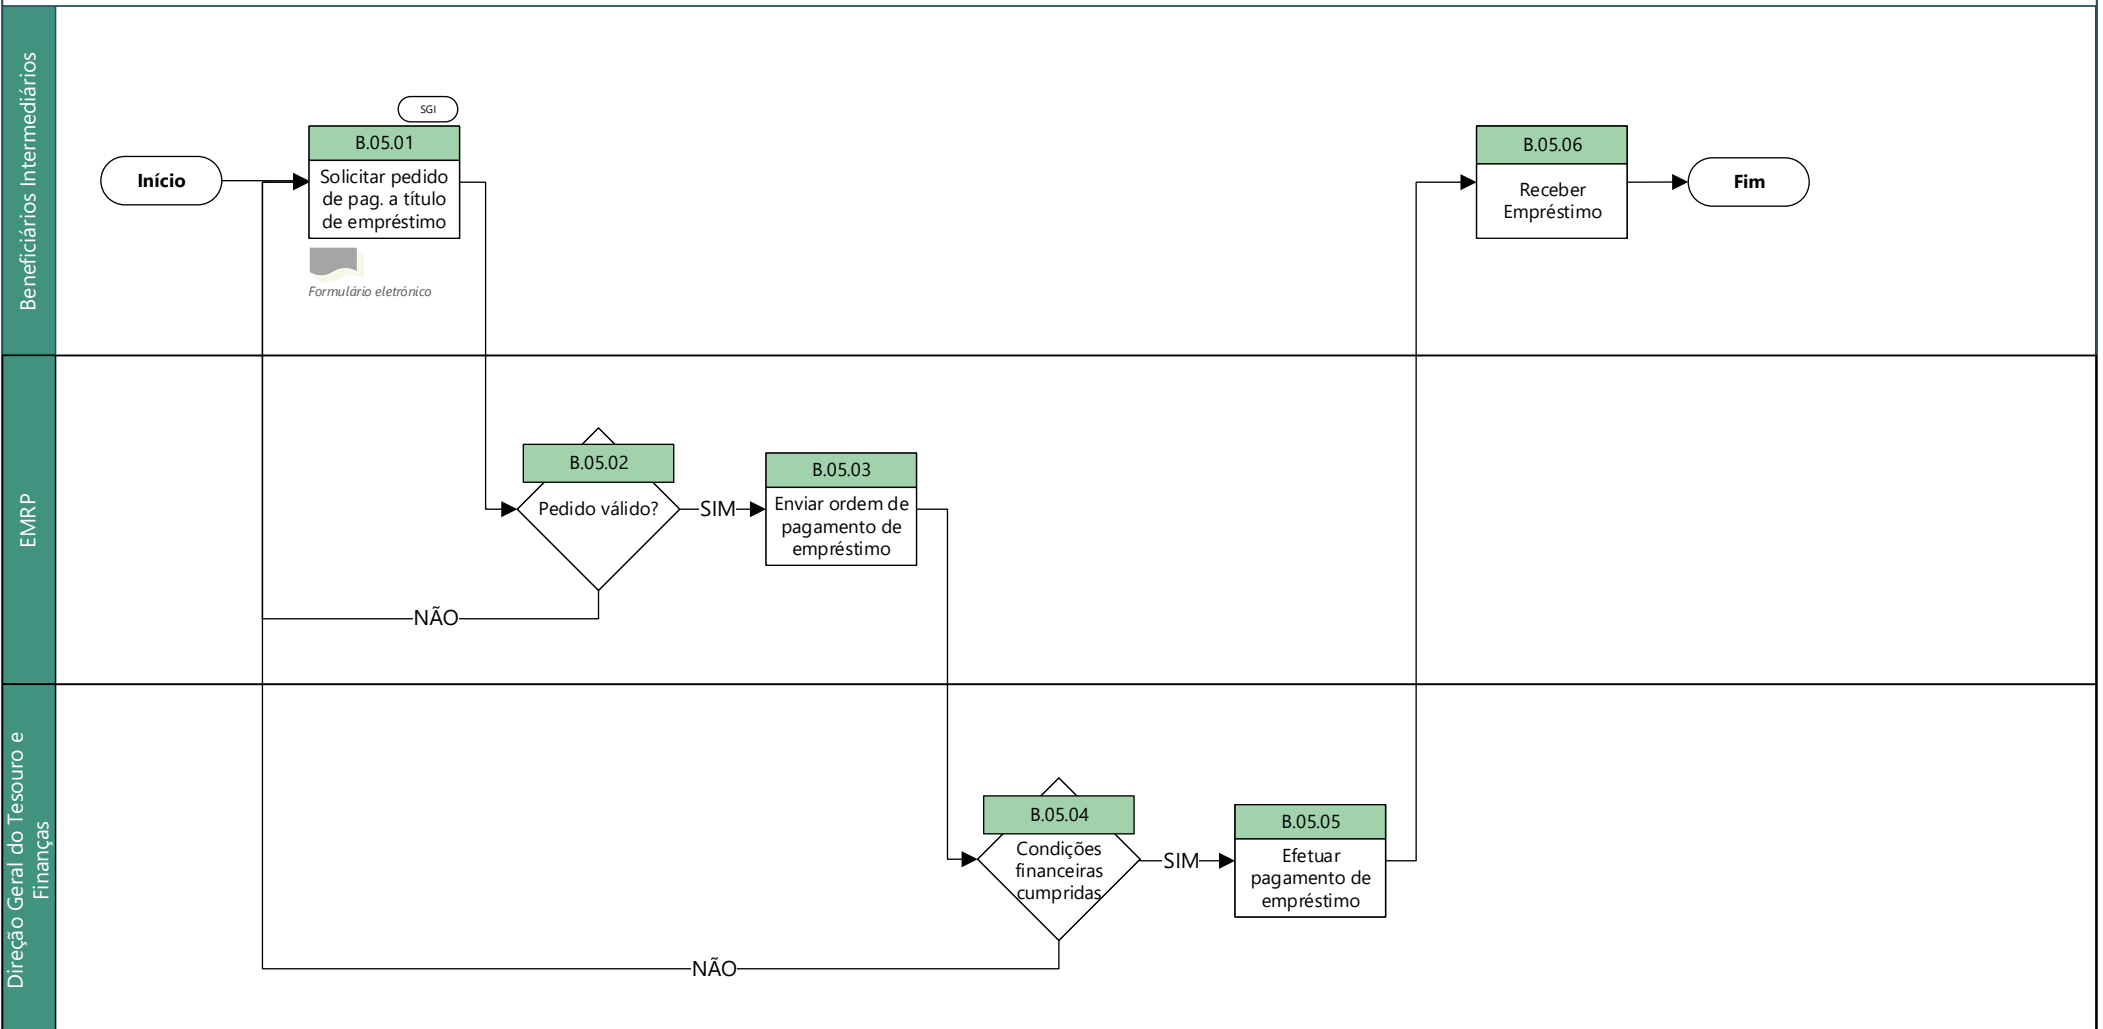 Beneficiários Intermediários
Início
SGI
B.05.01
Solicitar pedido
de pag. a título
de empréstimo
Formulário eletrónico
B.05.06
Receber
Empréstimo
Fim
EMRP
B.05.02
Pedido válido?
SIM
NÃO
B.05.03
Enviar ordem de
pagamento de
empréstimo
Direção Geral do Tesouro e
Finanças
B.05.04
Condições
financeiras
cumpridas
SIM
NÃO
B.05.05
Efetuar
pagamento de
empréstimo